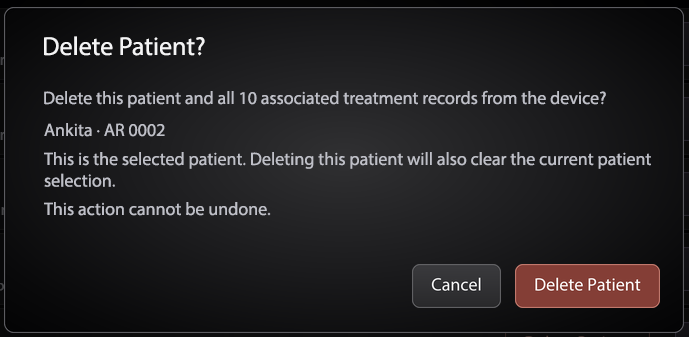 Delete Patient?
Delete this patient and all 10 associated treatment records from the device?
Ankita · AR 0002
This is the selected patient. Deleting this patient will also clear the current patient
selection.
This action cannot be undone.
Cancel
Delete Patient